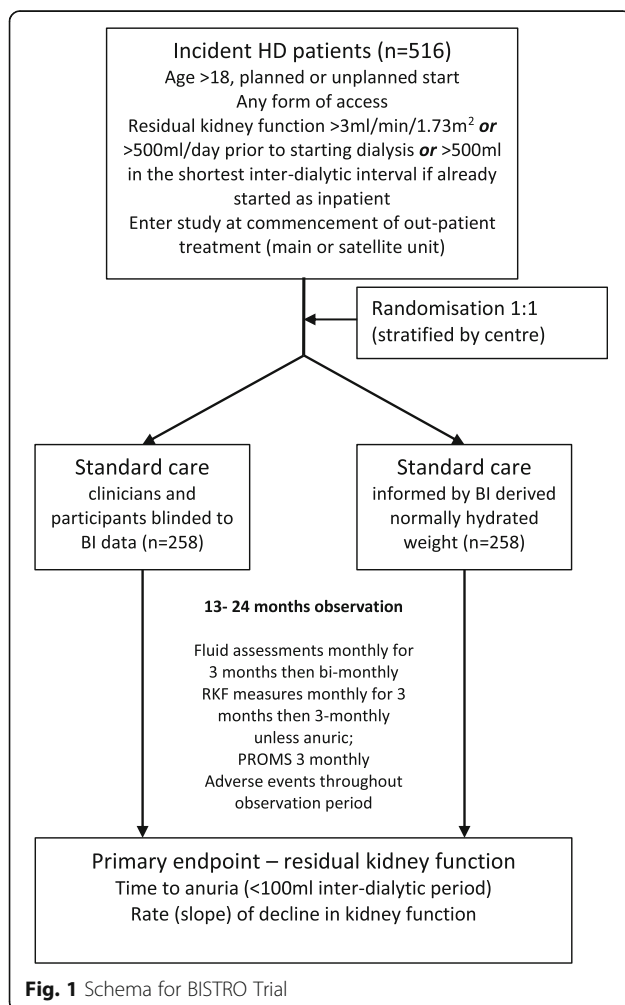 Incident HD patients (n=516)
Age >18, planned or unplanned start
Any form of access
Residual kidney function >3ml/min/1.73m² or
>500ml/day prior to starting dialysis or >500ml
in the shortest inter-dialytic interval if already
started as inpatient
Enter study at commencement of out-patient
treatment (main or satellite unit)
Randomisation 1:1
(stratified by centre)
Standard care
clinicians and
participants blinded to
BI data (n=258)
Standard care
informed by BI derived
normally hydrated
weight (n=258)
13- 24 months observation
Fluid assessments monthly for
3 months then bi-monthly
RKF measures monthly for 3
months then 3-monthly
unless anuric;
PROMS 3 monthly
Adverse events throughout
observation period
Primary endpoint – residual kidney function
Time to anuria (<100ml inter-dialytic period)
Rate (slope) of decline in kidney function
Fig. 1 Schema for BISTRO Trial